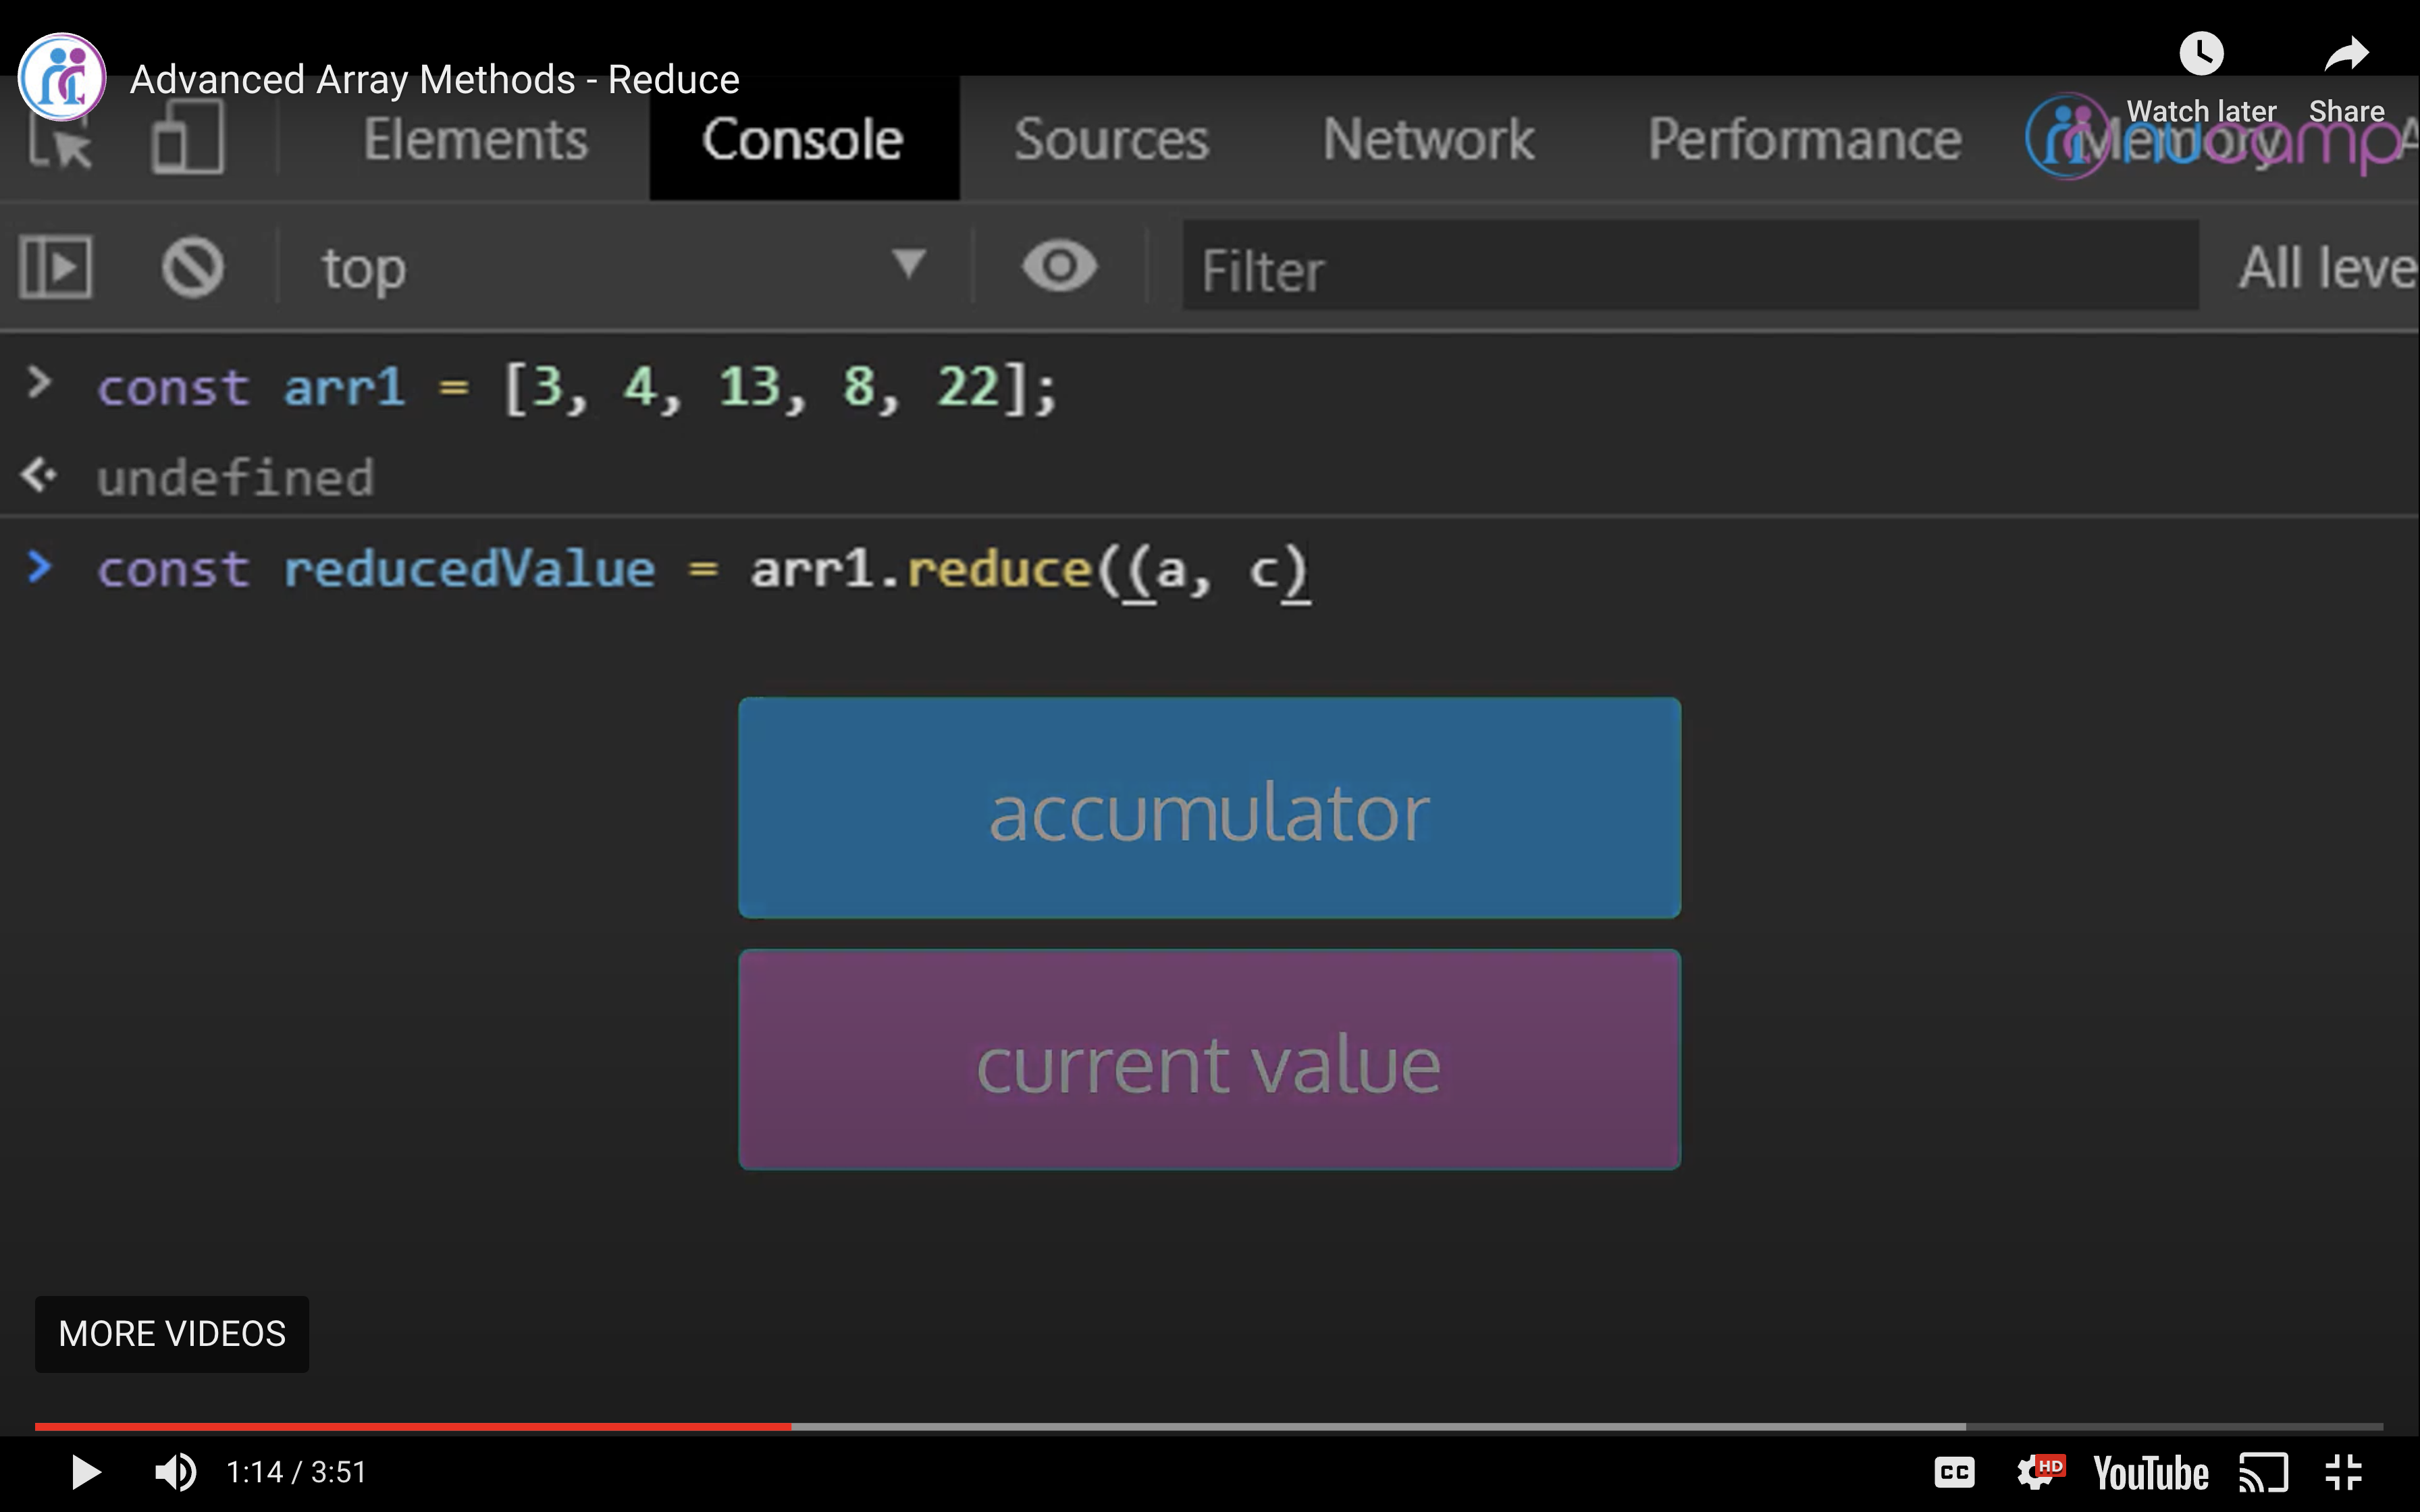 Advanced Array Methods - Reduce
Watch later Share
Elements Console Sources Network Performance Memory
nucamp
top Filter All leve
> const arr1 = [3, 4, 13, 8, 22];
undefined
> const reducedValue = arr1.reduce((a, c)
accumulator
current value
MORE VIDEOS
1:14 / 3:51 CC HD YouTube